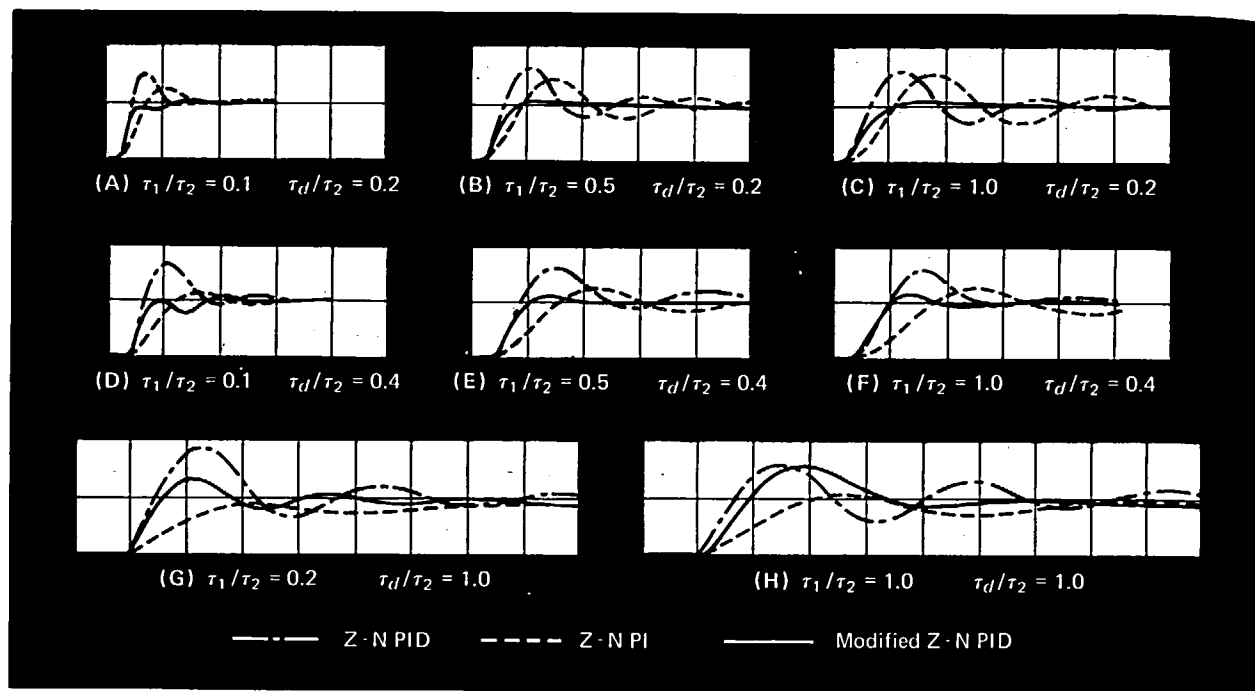 (A) τ₁/τ₂ = 0.1 τd/τ₂ = 0.2
(B) τ₁/τ₂ = 0.5 τd/τ₂ = 0.2
(C) τ₁/τ₂ = 1.0 τd/τ₂ = 0.2
(D) τ₁/τ₂ = 0.1 τd/τ₂ = 0.4
(E) τ₁/τ₂ = 0.5 τd/τ₂ = 0.4
(F) τ₁/τ₂ = 1.0 τd/τ₂ = 0.4
(G) τ₁/τ₂ = 0.2 τd/τ₂ = 1.0
(H) τ₁/τ₂ = 1.0 τd/τ₂ = 1.0
Z-N PID
Z-N PI
Modified Z-N PID